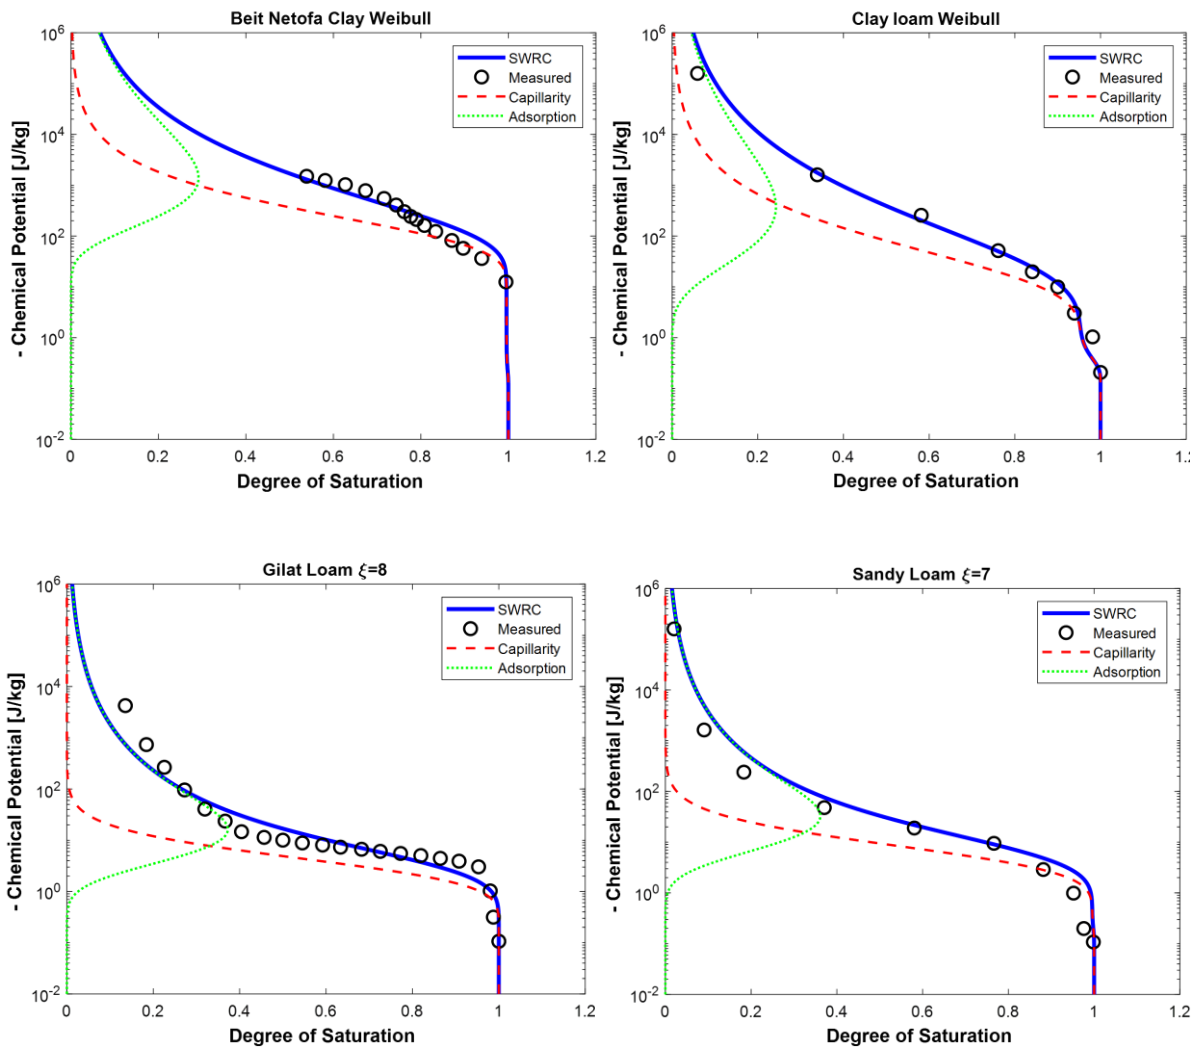 Beit Netofa Clay Weibull
10^6
10^4
10^2
10^0
10^-2
- Chemical Potential [J/kg]
SWRC
Measured
Capillarity
Adsorption
0 0.2 0.4 0.6 0.8 1 1.2
Degree of Saturation
Clay loam Weibull
10^6
10^4
10^2
10^0
10^-2
- Chemical Potential [J/kg]
SWRC
Measured
Capillarity
Adsorption
0 0.2 0.4 0.6 0.8 1 1.2
Degree of Saturation
Gilat Loam ξ=8
10^6
10^4
10^2
10^0
10^-2
- Chemical Potential [J/kg]
SWRC
Measured
Capillarity
Adsorption
0 0.2 0.4 0.6 0.8 1 1.2
Degree of Saturation
Sandy Loam ξ=7
10^6
10^4
10^2
10^0
10^-2
- Chemical Potential [J/kg]
SWRC
Measured
Capillarity
Adsorption
0 0.2 0.4 0.6 0.8 1 1.2
Degree of Saturation